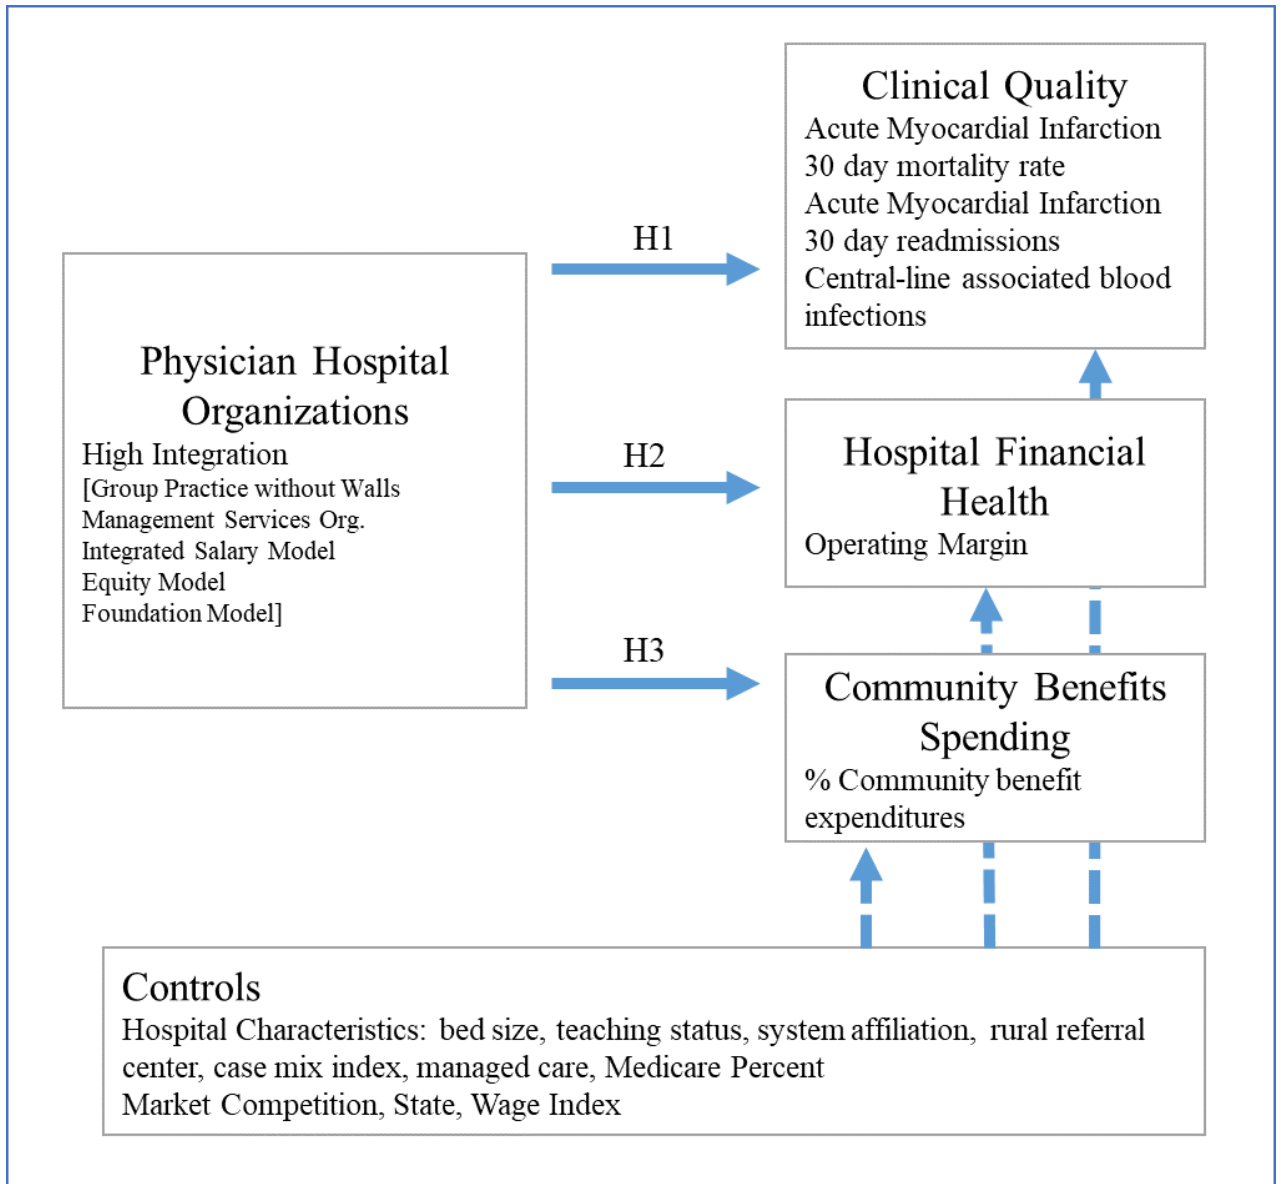 Clinical Quality
Acute Myocardial Infarction
30 day mortality rate
Acute Myocardial Infarction
30 day readmissions
Central-line associated blood
infections
H1
Physician Hospital
Organizations
High Integration
[Group Practice without Walls
Management Services Org.
Integrated Salary Model
Equity Model
Foundation Model]
H2
Hospital Financial
Health
Operating Margin
H3
Community Benefits
Spending
% Community benefit
expenditures
Controls
Hospital Characteristics: bed size, teaching status, system affiliation, rural referral
center, case mix index, managed care, Medicare Percent
Market Competition, State, Wage Index